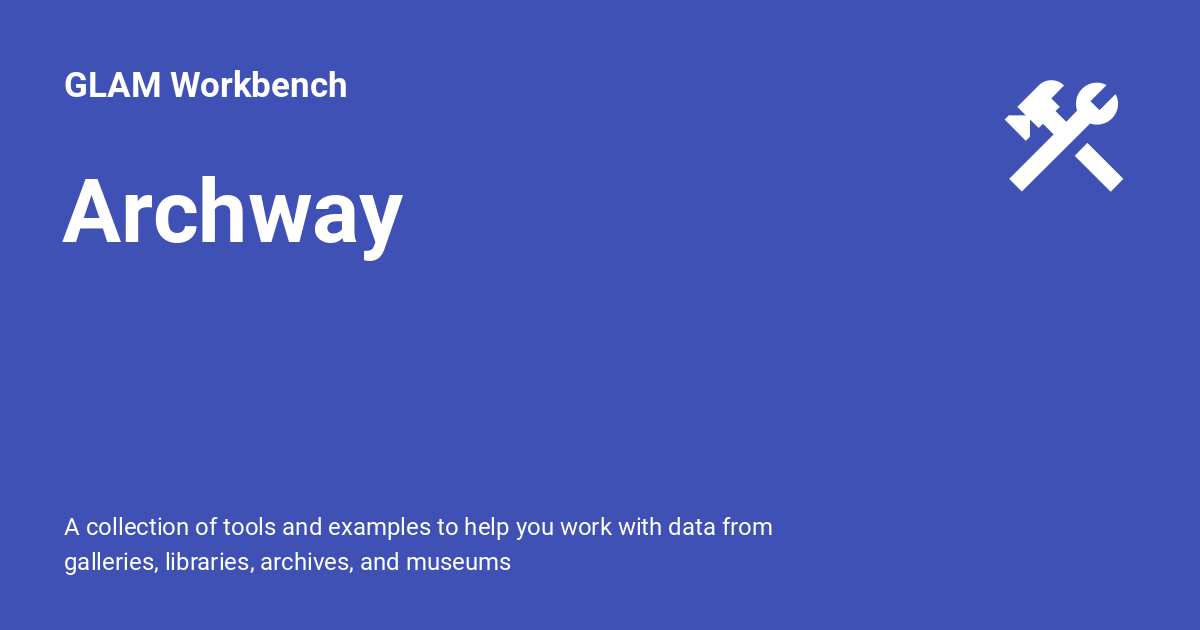 GLAM Workbench
Archway
A collection of tools and examples to help you work with data from
galleries, libraries, archives, and museums